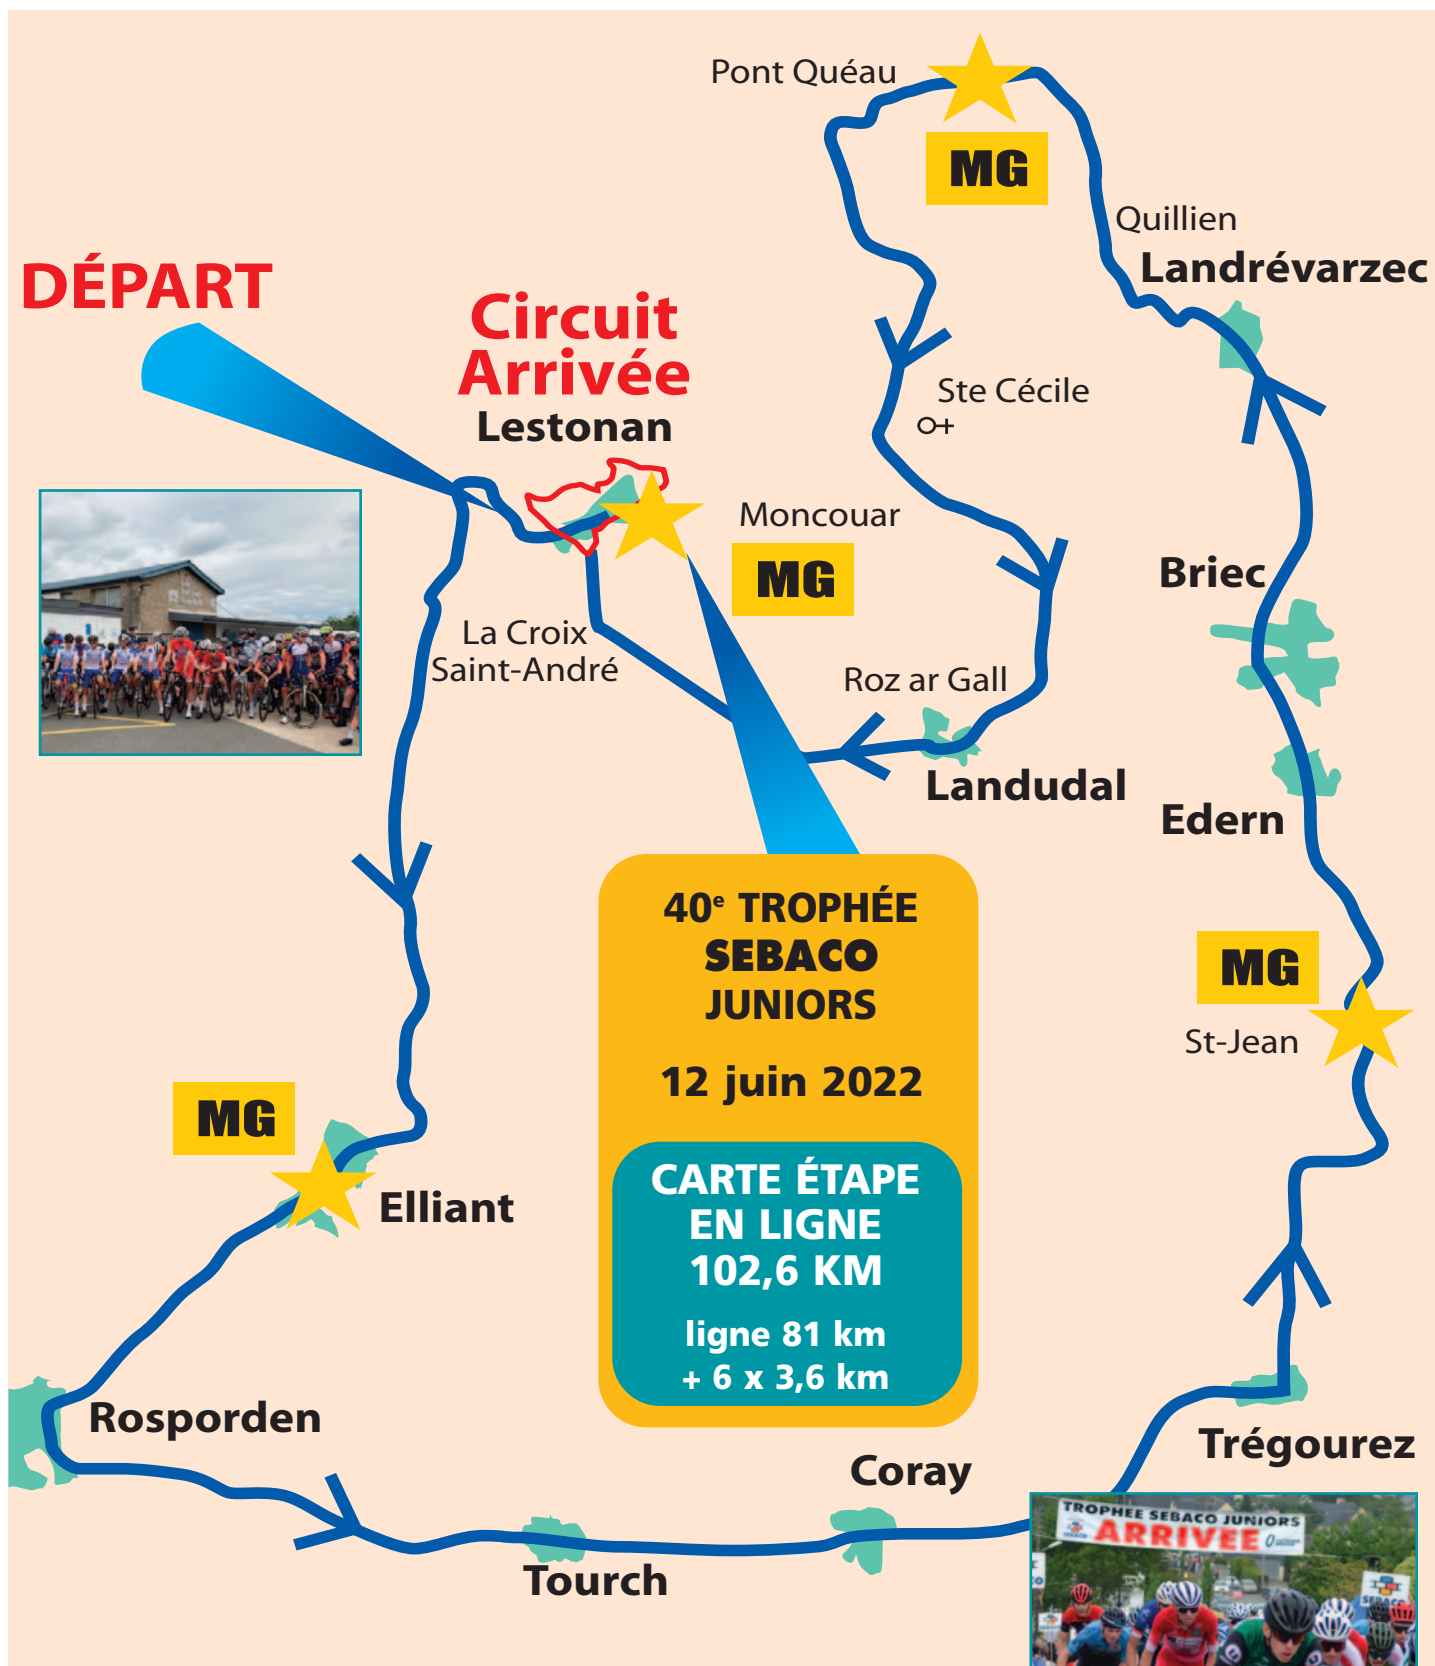 Pont Quéau
MG
Quillien
Landrévarzec
DÉPART
Circuit
Arrivée
Lestonan
Ste Cécile
Moncouar
MG
Briec
La Croix
Saint-André
Roz ar Gall
Landudal
Edern
40e TROPHÉE
SEBACO
JUNIORS
12 juin 2022
MG
St-Jean
MG
Elliant
CARTE ÉTAPE
EN LIGNE
102,6 KM
ligne 81 km
+ 6 x 3,6 km
Rosporden
Trégourez
Coray
Tourch
TROPHEE SEBACO JUNIORS
ARRIVEE
SEBACO